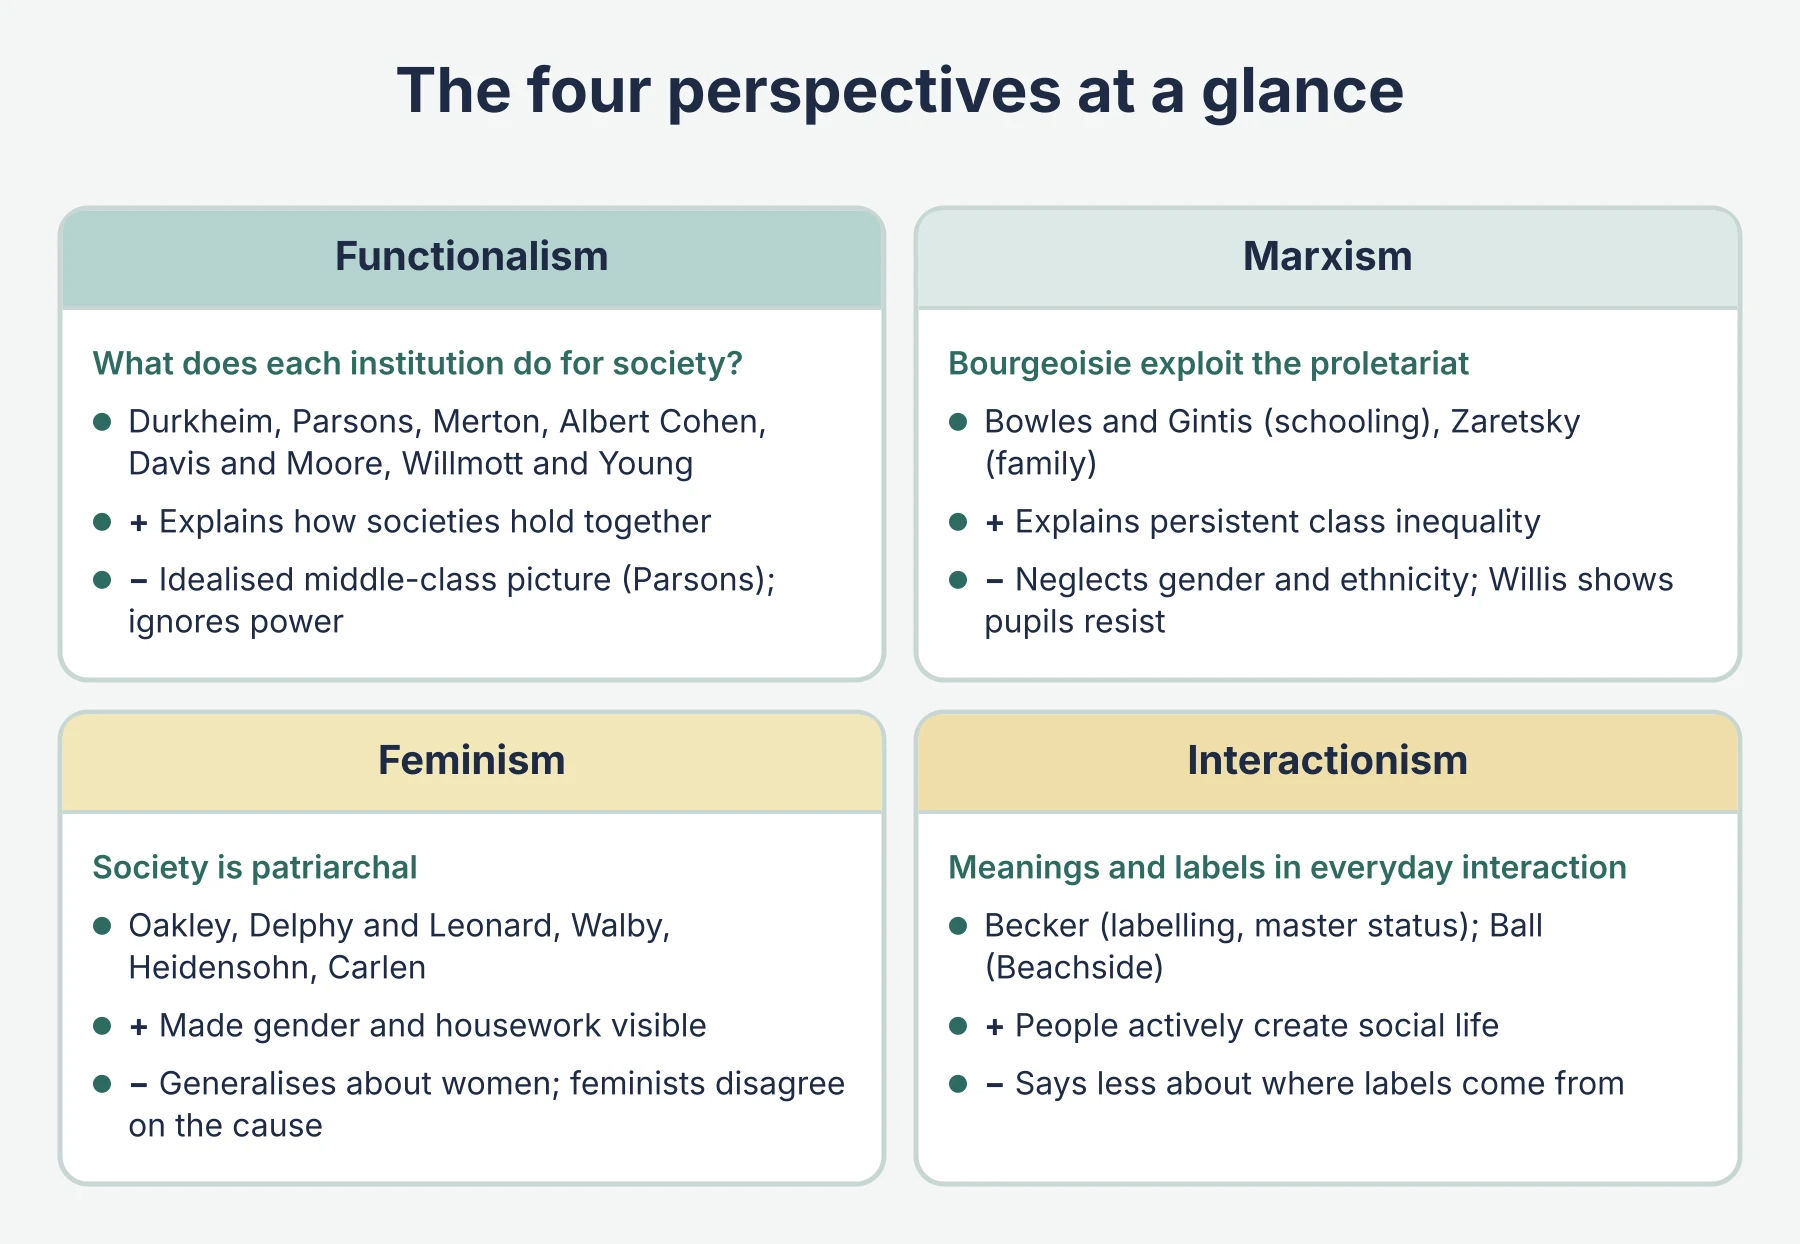 The four perspectives at a glance
Functionalism
What does each institution do for society?
Durkheim, Parsons, Merton, Albert Cohen,
Davis and Moore, Willmott and Young
+ Explains how societies hold together
– Idealised middle-class picture (Parsons);
ignores power
Marxism
Bourgeoisie exploit the proletariat
Bowles and Gintis (schooling), Zaretsky
(family)
+ Explains persistent class inequality
– Neglects gender and ethnicity; Willis shows
pupils resist
Feminism
Society is patriarchal
Oakley, Delphy and Leonard, Walby,
Heidensohn, Carlen
+ Made gender and housework visible
– Generalises about women; feminists disagree
on the cause
Interactionism
Meanings and labels in everyday interaction
Becker (labelling, master status); Ball
(Beachside)
+ People actively create social life
– Says less about where labels come from